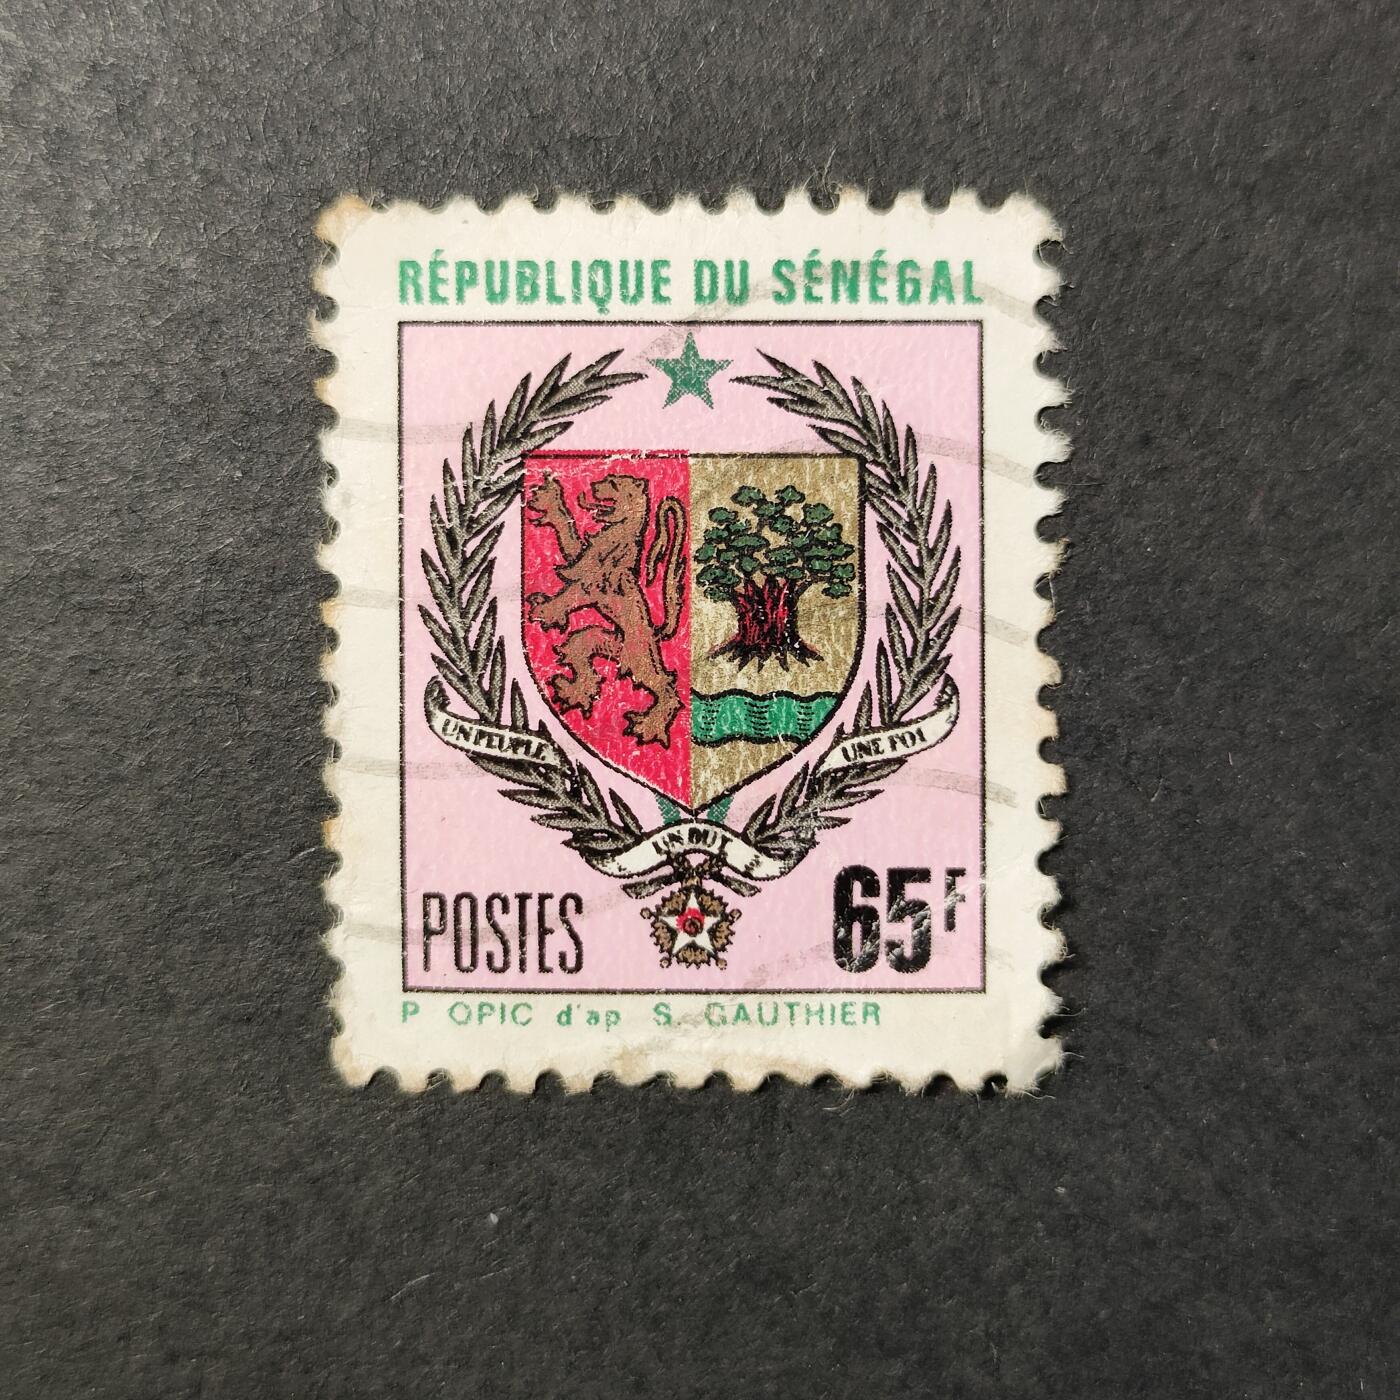 RÉPUBLIQUE DU SÉNÉGAL
UN PEUPLE
UNE FOI
UN BUT
POSTES
65F
P OPIC d'ap S. GAUTHIER